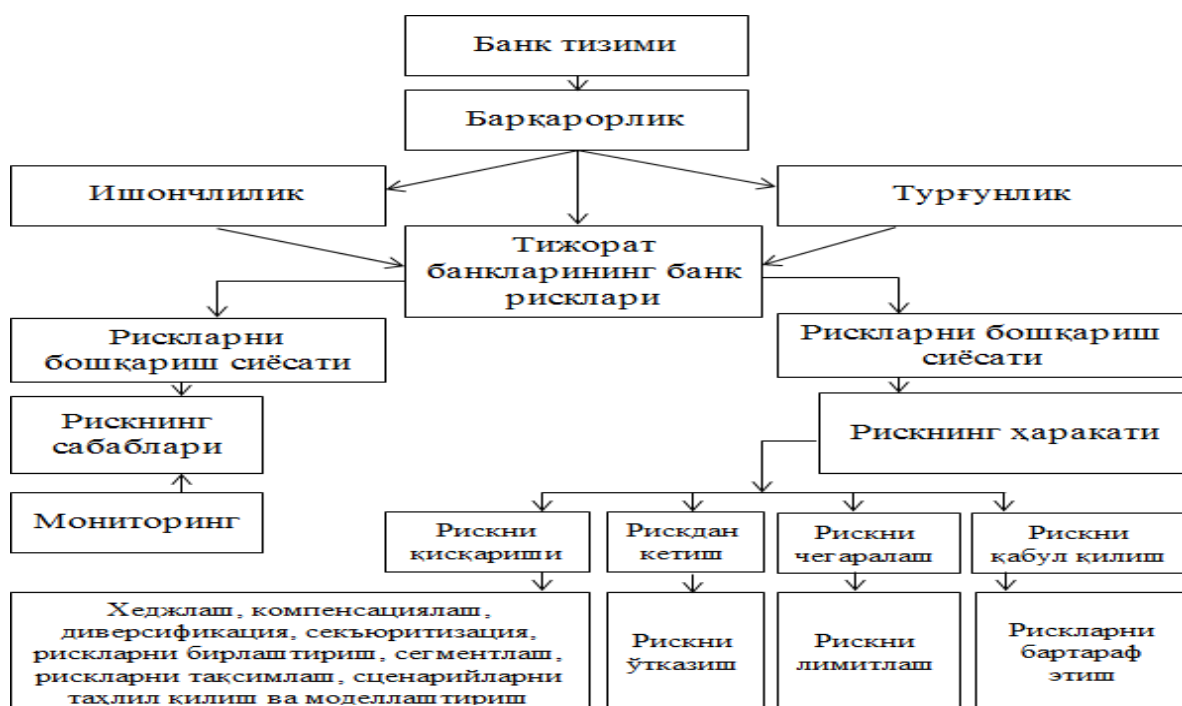 Банк тизими
Барқарорлик
Ишончлилик
Турғунлик
Тижорат
банкларининг банк
рисклари
Рискларни
бошқариш сиёсати
Рискларни бошқариш
сиёсати
Рискнинг
сабаблари
Рискнинг ҳаракати
Мониторинг
Рискни
қисқариши
Рискдан
кетиш
Рискни
чегаралаш
Рискни
қабул қилиш
Хеджлаш, компенсациялаш,
диверсификация, секъюритизация,
рискларни бирлаштириш, сегментлаш,
рискларни тақсимлаш, сценарийларни
таҳлил қилиш ва моделлаштириш
Рискни
ўтказиш
Рискни
лимитлаш
Рискларни
бартараф
этиш